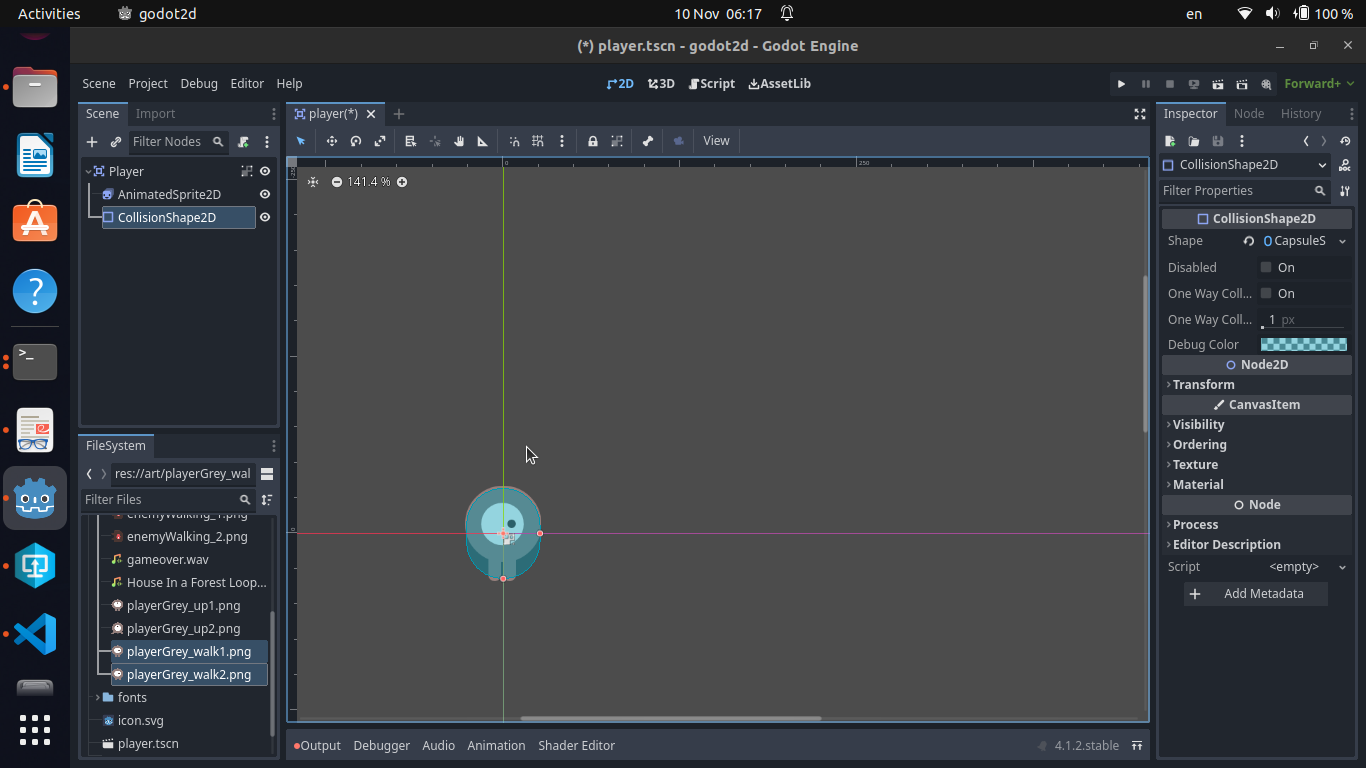 Activities godot2d 10 Nov 06:17 en 100 %
(*) player.tscn - godot2d - Godot Engine
Scene Project Debug Editor Help 2D 3D Script AssetLib Forward+
Scene Import
player(*)
Inspector Node History
Filter Nodes
View
Player
AnimatedSprite2D
CollisionShape2D
0 250
141.4 %
CollisionShape2D
Filter Properties
CollisionShape2D
Shape CapsuleS
Disabled On
One Way Coll... On
One Way Coll... 1 px
Debug Color
Node2D
Transform
CanvasItem
Visibility
Ordering
Texture
Material
Node
Process
Editor Description
Script <empty>
Add Metadata
FileSystem
res://art/playerGrey_wal
Filter Files
enemyWalking_1.png
enemyWalking_2.png
gameover.wav
House In a Forest Loop...
playerGrey_up1.png
playerGrey_up2.png
playerGrey_walk1.png
playerGrey_walk2.png
fonts
icon.svg
player.tscn
Output Debugger Audio Animation Shader Editor 4.1.2.stable